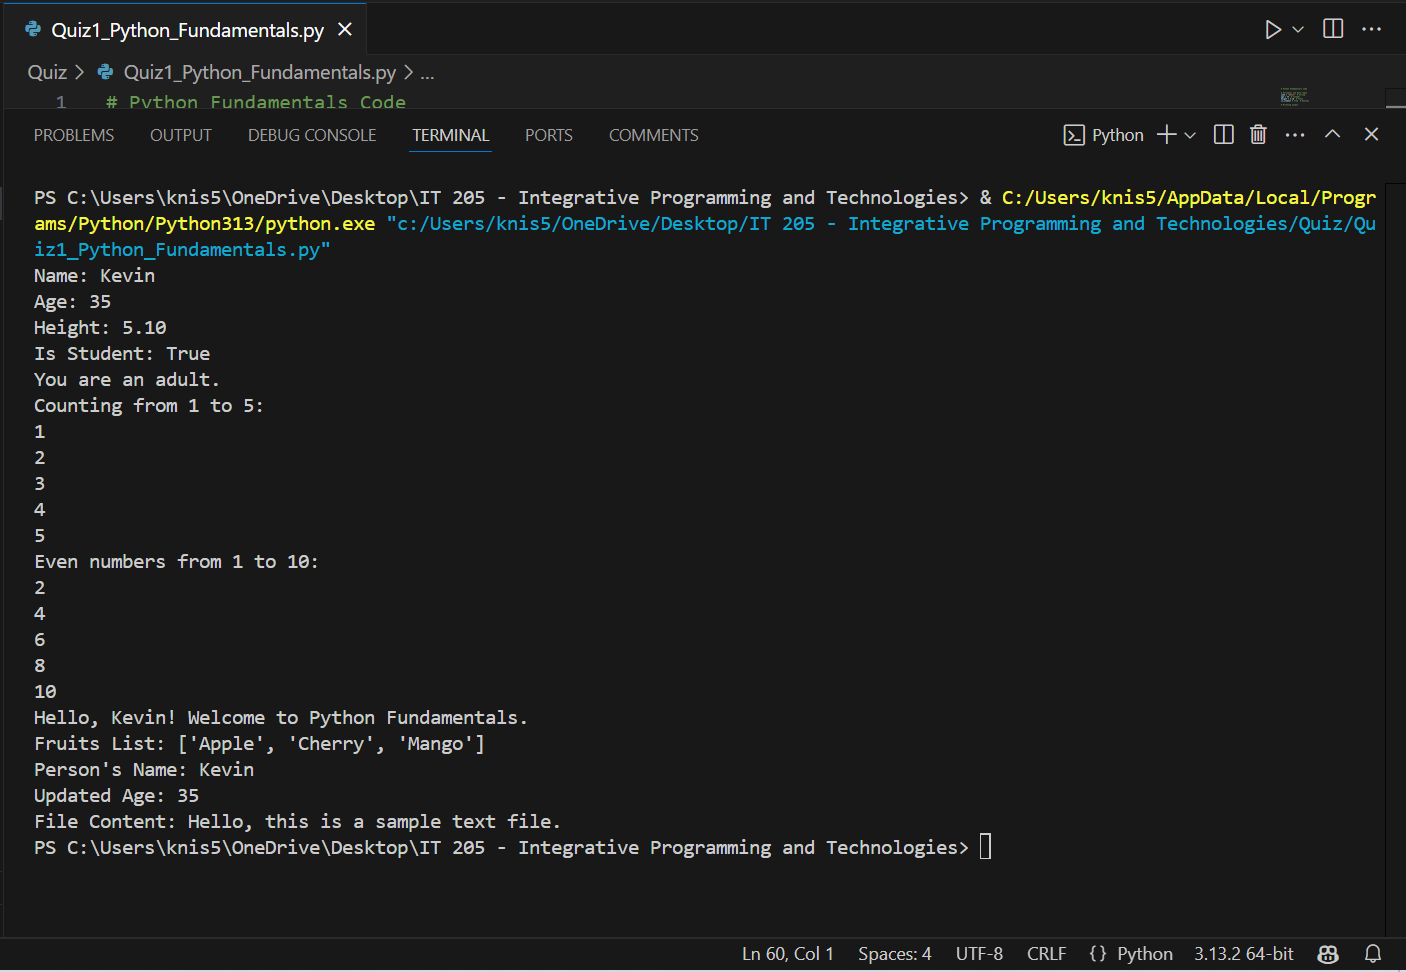 Quiz1_Python_Fundamentals.py
Quiz > Quiz1_Python_Fundamentals.py > ...
1 # Python Fundamentals Code
PROBLEMS OUTPUT DEBUG CONSOLE TERMINAL PORTS COMMENTS Python
PS C:\Users\knis5\OneDrive\Desktop\IT 205 - Integrative Programming and Technologies> & C:/Users/knis5/AppData/Local/Progr
ams/Python/Python313/python.exe "c:/Users/knis5/OneDrive/Desktop/IT 205 - Integrative Programming and Technologies/Quiz/Qu
iz1_Python_Fundamentals.py"
Name: Kevin
Age: 35
Height: 5.10
Is Student: True
You are an adult.
Counting from 1 to 5:
1
2
3
4
5
Even numbers from 1 to 10:
2
4
6
8
10
Hello, Kevin! Welcome to Python Fundamentals.
Fruits List: ['Apple', 'Cherry', 'Mango']
Person's Name: Kevin
Updated Age: 35
File Content: Hello, this is a sample text file.
PS C:\Users\knis5\OneDrive\Desktop\IT 205 - Integrative Programming and Technologies>
Ln 60, Col 1 Spaces: 4 UTF-8 CRLF {} Python 3.13.2 64-bit